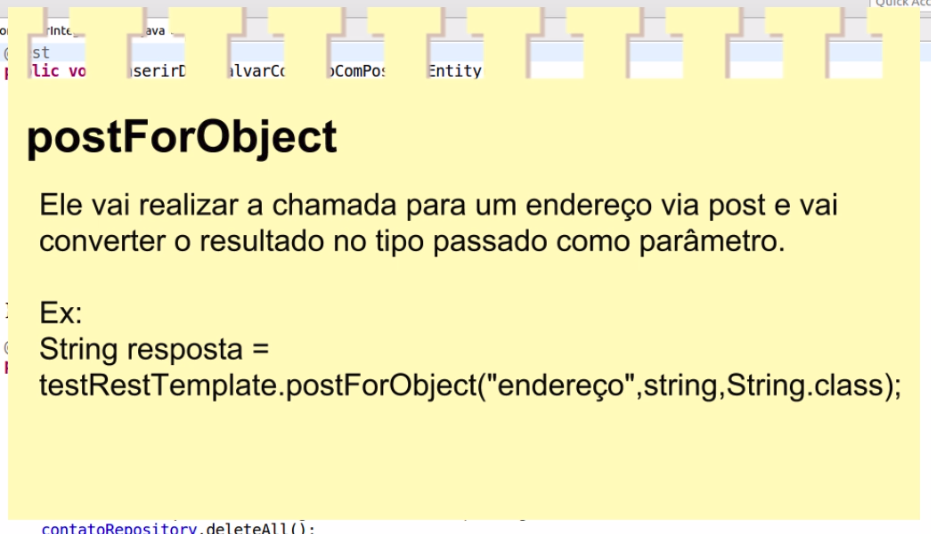 Quick Acc
st
lic vo serirD alvarCo oComPos Entity
postForObject
Ele vai realizar a chamada para um endereço via post e vai
converter o resultado no tipo passado como parâmetro.
Ex:
String resposta =
testRestTemplate.postForObject("endereço",string,String.class);
contatoRepository.deleteAll();